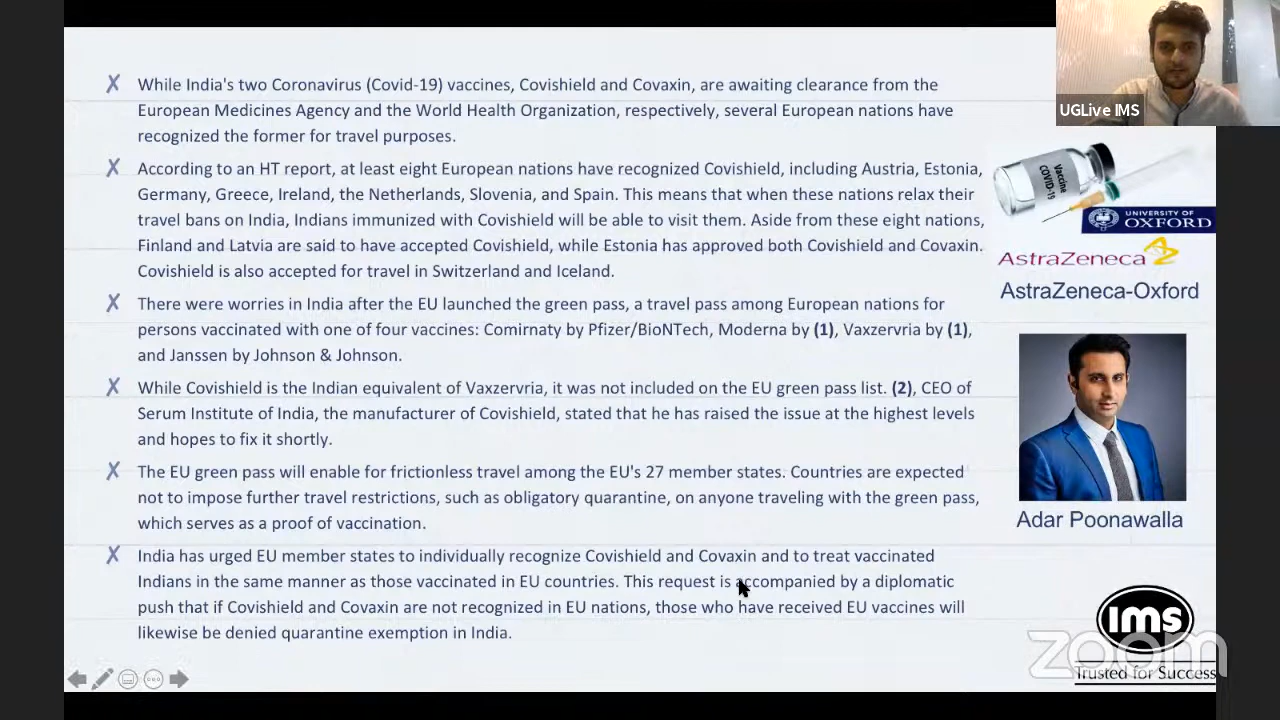 While India's two Coronavirus (Covid-19) vaccines, Covishield and Covaxin, are awaiting clearance from the
European Medicines Agency and the World Health Organization, respectively, several European nations have
recognized the former for travel purposes.
According to an HT report, at least eight European nations have recognized Covishield, including Austria, Estonia,
Germany, Greece, Ireland, the Netherlands, Slovenia, and Spain. This means that when these nations relax their
travel bans on India, Indians immunized with Covishield will be able to visit them. Aside from these eight nations,
Finland and Latvia are said to have accepted Covishield, while Estonia has approved both Covishield and Covaxin.
Covishield is also accepted for travel in Switzerland and Iceland.
There were worries in India after the EU launched the green pass, a travel pass among European nations for
persons vaccinated with one of four vaccines: Comirnaty by Pfizer/BioNTech, Moderna by (1), Vaxzervria by (1),
and Janssen by Johnson & Johnson.
While Covishield is the Indian equivalent of Vaxzervria, it was not included on the EU green pass list. (2), CEO of
Serum Institute of India, the manufacturer of Covishield, stated that he has raised the issue at the highest levels
and hopes to fix it shortly.
The EU green pass will enable for frictionless travel among the EU's 27 member states. Countries are expected
not to impose further travel restrictions, such as obligatory quarantine, on anyone traveling with the green pass,
which serves as a proof of vaccination.
India has urged EU member states to individually recognize Covishield and Covaxin and to treat vaccinated
Indians in the same manner as those vaccinated in EU countries. This request is accompanied by a diplomatic
push that if Covishield and Covaxin are not recognized in EU nations, those who have received EU vaccines will
likewise be denied quarantine exemption in India.
UGLive IMS
Vaccine
COVID-19
UNIVERSITY OF
OXFORD
AstraZeneca
AstraZeneca-Oxford
Adar Poonawalla
ims
zoom
Trusted for Success